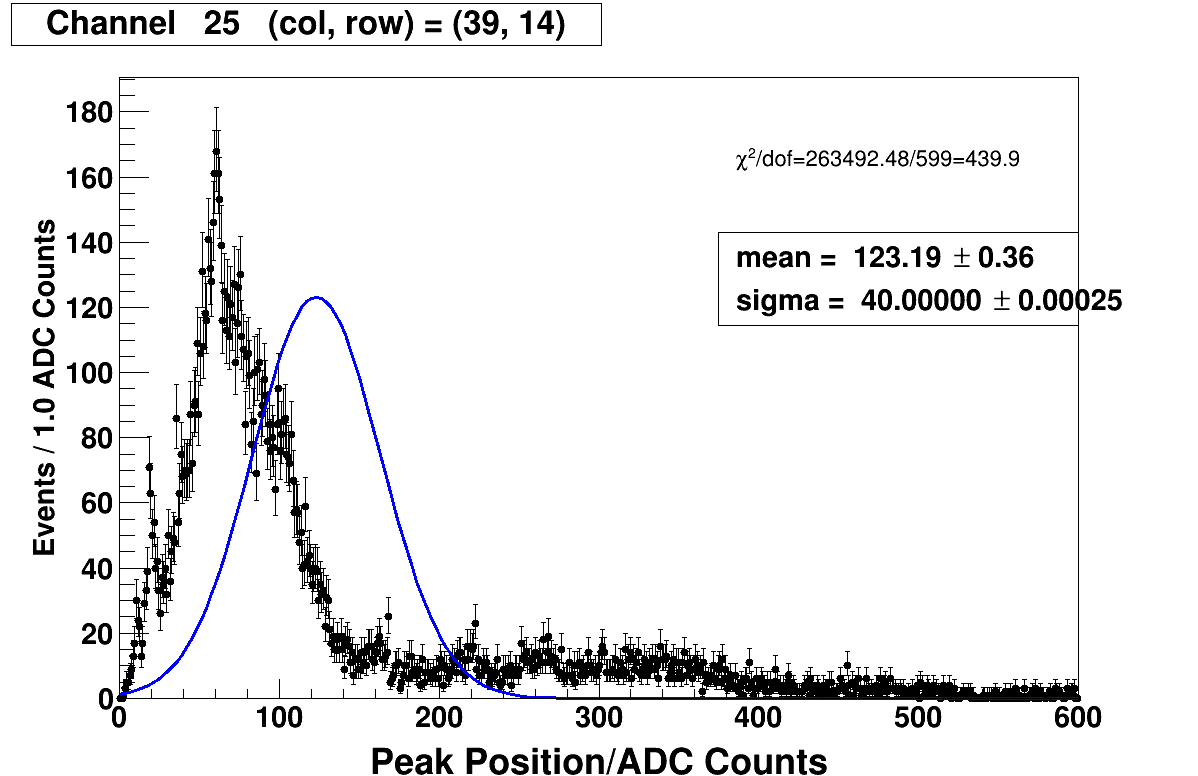 Channel 25 (col, row) = (39, 14)
180
160
140
120
100
80
60
40
20
0
Events / 1.0 ADC Counts
χ²/dof=263492.48/599=439.9
mean = 123.19 ± 0.36
sigma = 40.00000 ± 0.00025
0 100 200 300 400 500 600
Peak Position/ADC Counts